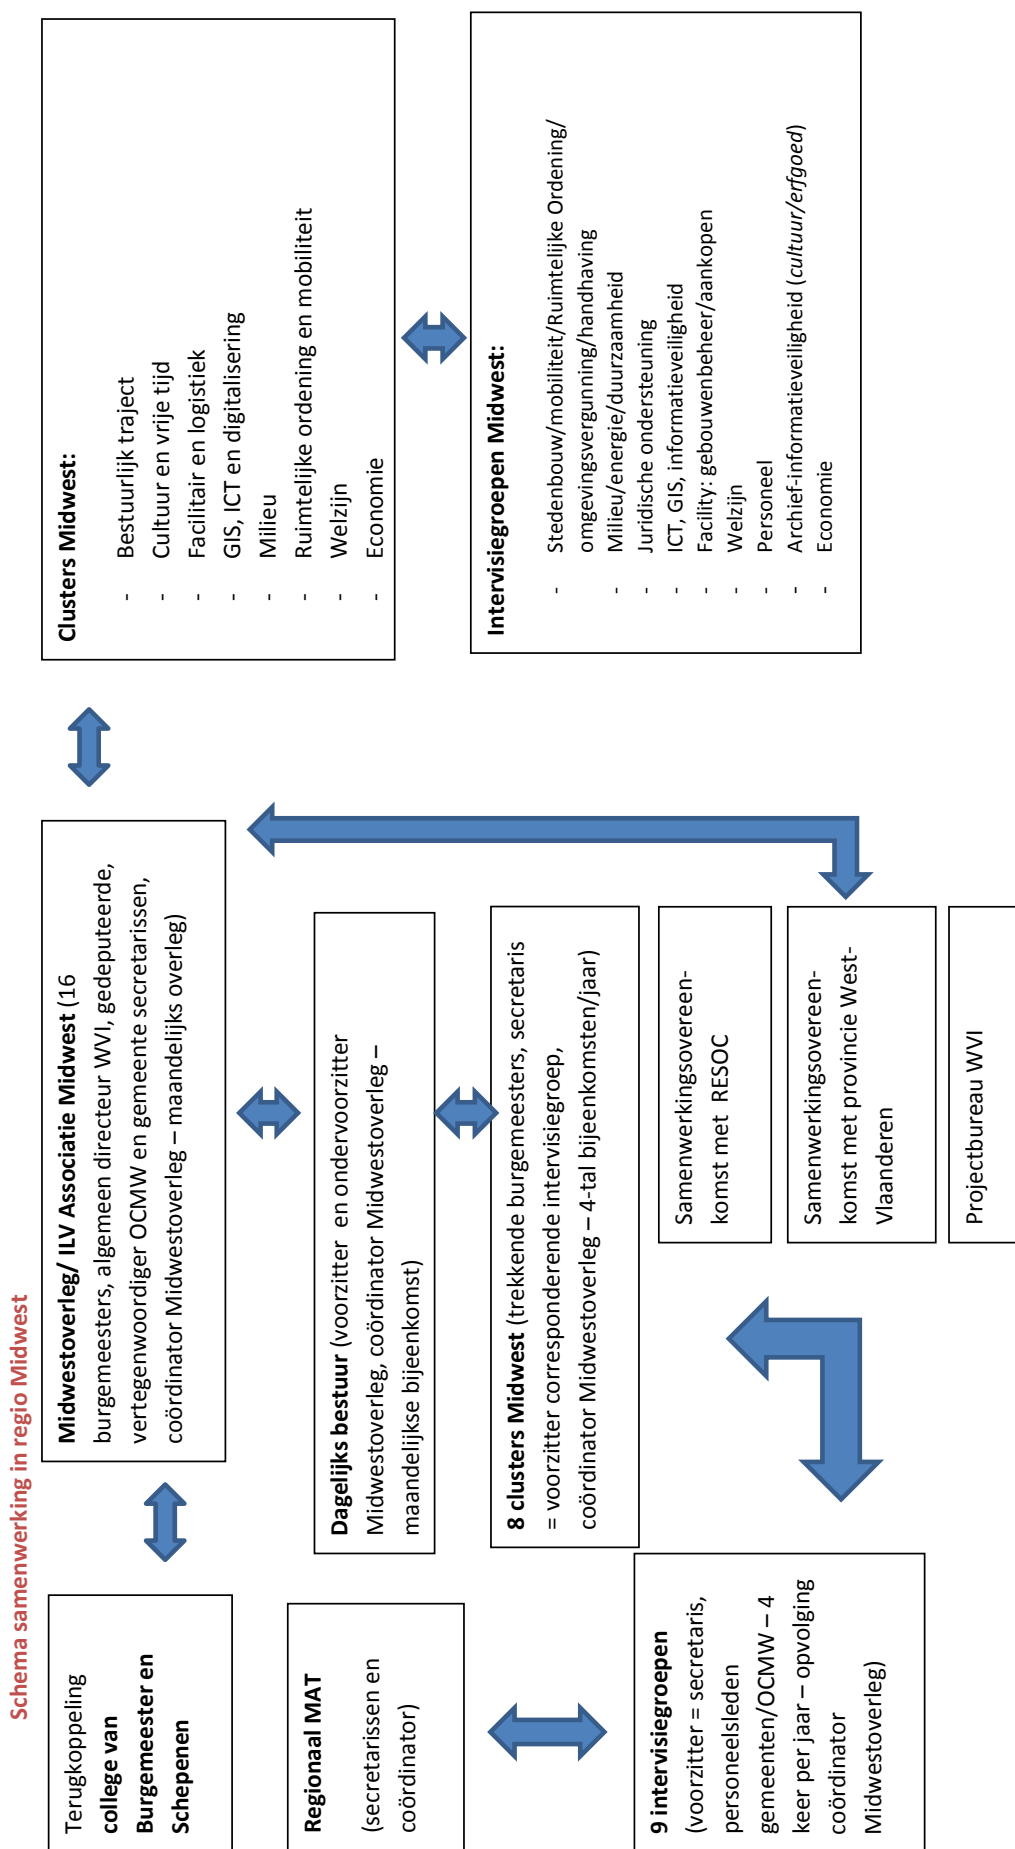 Schema samenwerking in regio Midwest
Terugkoppeling
college van
Burgemeester en
Schepenen
Regionaal MAT
(secretarissen en
coördinator)
9 intervisiegroepen
(voorzitter = secretaris,
personeelsleden
gemeenten/OCMW – 4
keer per jaar – opvolging
coördinator
Midwestoverleg)
Midwestoverleg/ ILV Associatie Midwest (16
burgemeesters, algemeen directeur WVI, gedeputeerde,
vertegenwoordiger OCMW en gemeente secretarissen,
coördinator Midwestoverleg – maandelijks overleg)
Dagelijks bestuur (voorzitter en ondervoorzitter
Midwestoverleg, coördinator Midwestoverleg –
maandelijkse bijeenkomst)
8 clusters Midwest (trekkende burgemeesters, secretaris
= voorzitter corresponderende intervisiegroep,
coördinator Midwestoverleg – 4-tal bijeenkomsten/jaar)
Samenwerkingsovereen-
komst met RESOC
Samenwerkingsovereen-
komst met provincie West-
Vlaanderen
Projectbureau WVI
Clusters Midwest:
- Bestuurlijk traject
- Cultuur en vrije tijd
- Facilitair en logistiek
- GIS, ICT en digitalisering
- Milieu
- Ruimtelijke ordening en mobiliteit
- Welzijn
- Economie
Intervisiegroepen Midwest:
- Stedenbouw/mobiliteit/Ruimtelijke Ordening/
omgevingsvergunning/handhaving
- Milieu/energie/duurzaamheid
- Juridische ondersteuning
- ICT, GIS, informatieveiligheid
- Facility: gebouwenbeheer/aankopen
- Welzijn
- Personeel
- Archief-informatieveiligheid (cultuur/erfgoed)
- Economie